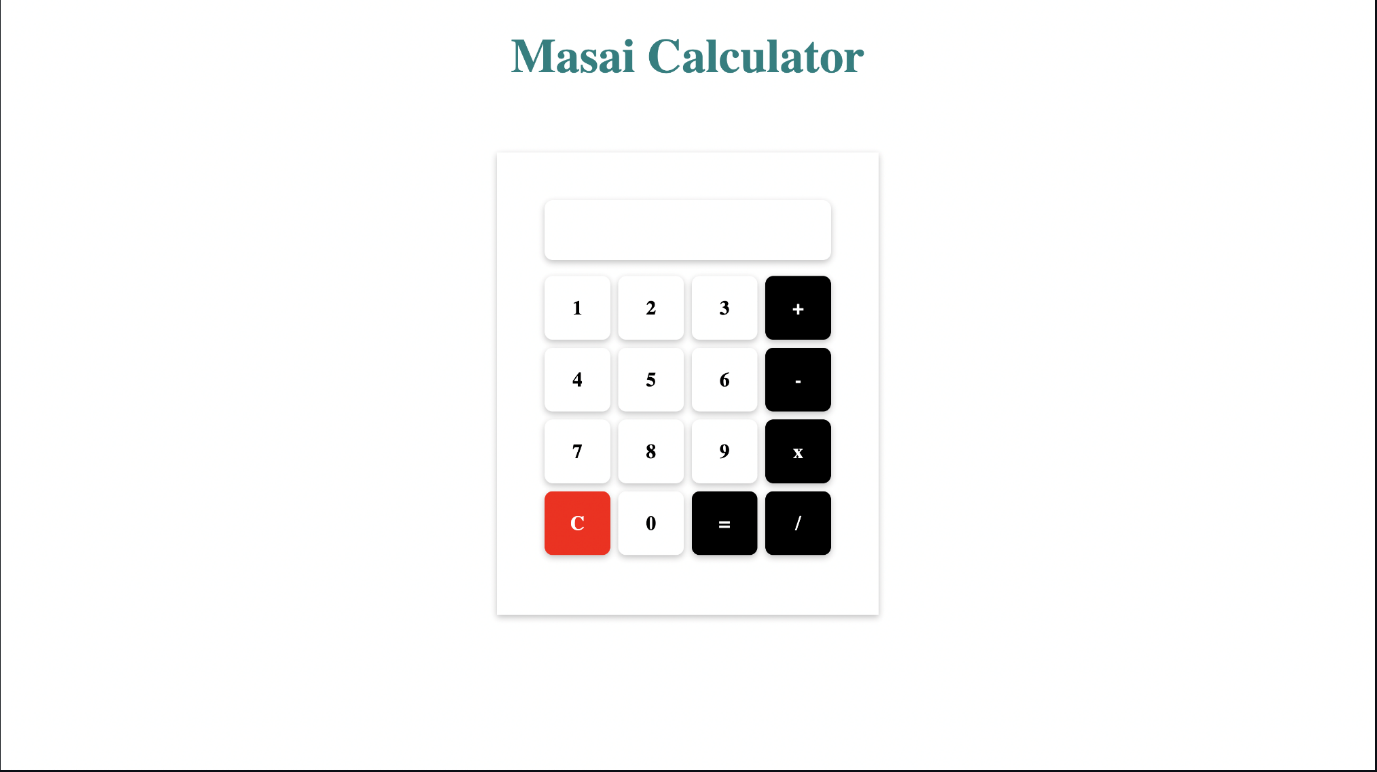 Masai Calculator
1 2 3 +
4 5 6 -
7 8 9 x
C 0 = /